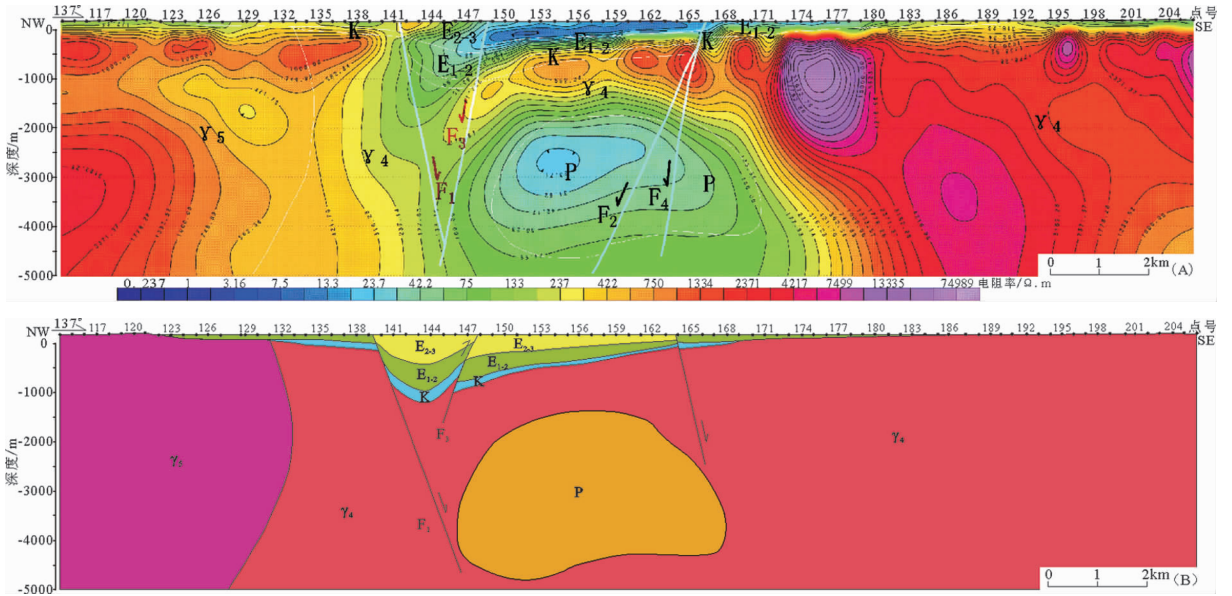 137° 117 120 123 126 129 132 135 138 141 144 147 150 153 156 159 162 165 168 171 174 177 180 183 186 189 192 195 198 201 204 点号
NW SE
0
K E₂₋₃ E₁₋₂ K E₁₋₂
E₁₋₂ K
-1000
γ₄
-2000
γ₅ F₃ γ₄
γ₄
-3000
P P
F₁ F₂ F₄
-4000
-5000
深度/m
0 1 2km (A)
0.237 1 3.16 7.5 13.3 23.7 42.2 75 133 237 422 750 1334 2371 4217 7499 13335 74989 电阻率/Ω.m
137° 117 120 123 126 129 132 135 138 141 144 147 150 153 156 159 162 165 168 171 174 177 180 183 186 189 192 195 198 201 204 点号
NW SE
0
E₂₋₃ E₂₋₃
E₁₋₂ E₁₋₂
K K
-1000
-2000
F₃ γ₄
γ₅
-3000
P
γ₄
-4000
-5000
深度/m
0 1 2km (B)